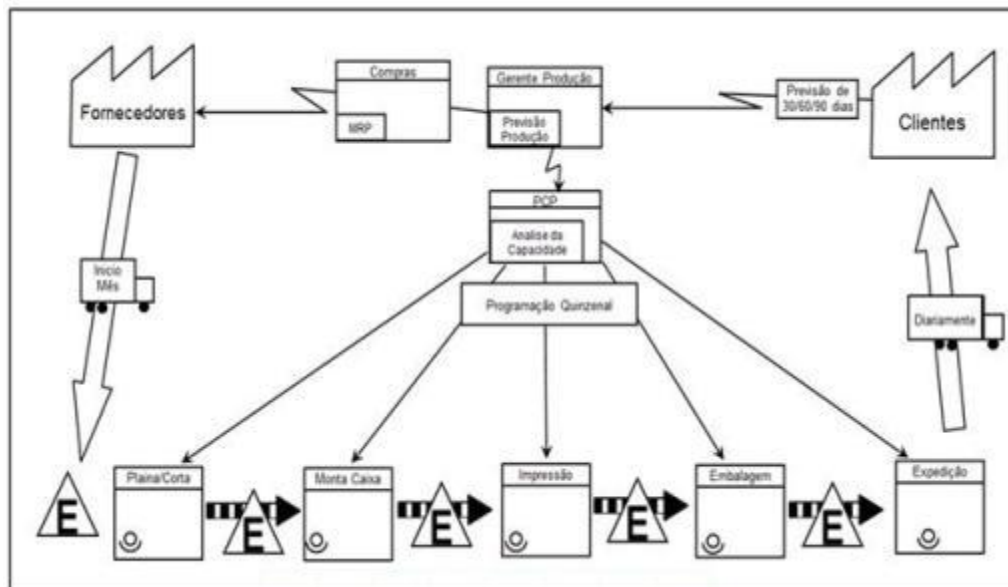 Compras
Gerente Produção
Previsão de
30/60/90 dias
Fornecedores
MRP
Previsão
Produção
Clientes
PCP
Analise da
Capacidade
Inicio
Mês
Programação Quinzenal
Diariamente
Plaina/Corta
Monta Caixa
Impressão
Embalagem
Expedição
E
E
E
E
E